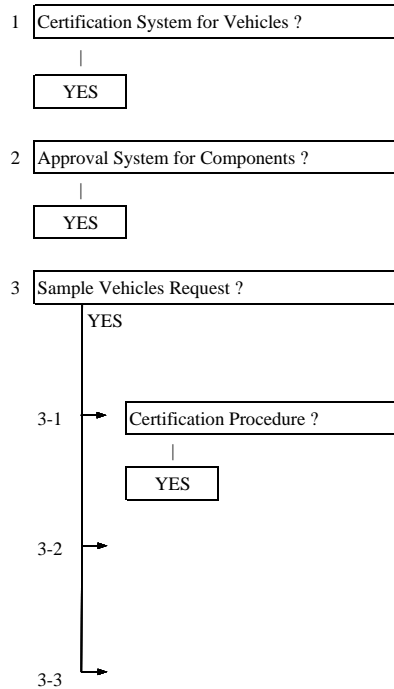 1 Certification System for Vehicles ?
YES
2 Approval System for Components ?
YES
3 Sample Vehicles Request ?
YES
3-1 Certification Procedure ?
YES
3-2
3-3